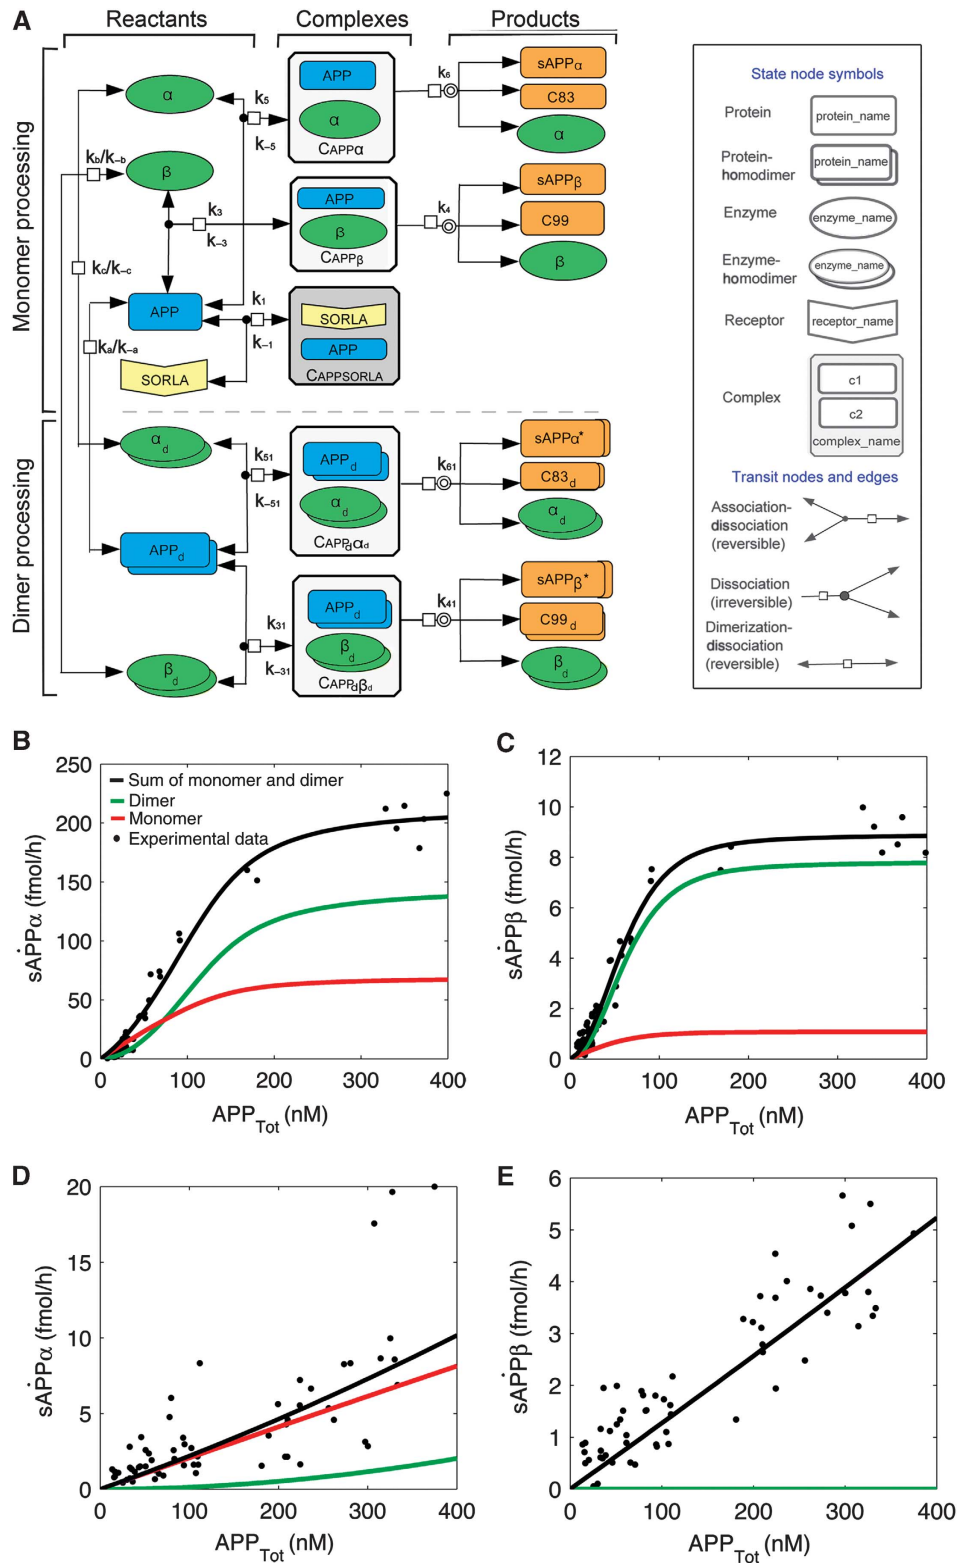 A
Reactants
Complexes
Products
Monomer processing
Dimer processing
α
β
APP
SORLA
kb/k−b
kc/k−c
ka/k−a
k5
k−5
k3
k−3
k1
k−1
APP
α
CAPPα
APP
β
CAPPβ
SORLA
APP
CAPPSORLA
k6
sAPPα
C83
α
k4
sAPPβ
C99
β
αd
APPd
βd
k51
k−51
k31
k−31
APPd
αd
CAPPdαd
APPd
βd
CAPPdβd
k61
sAPPα*
C83d
αd
k41
sAPPβ*
C99d
βd
State node symbols
Protein
protein_name
Protein-
homodimer
protein_name
Enzyme
enzyme_name
Enzyme-
homodimer
enzyme_name
Receptor
receptor_name
Complex
c1
c2
complex_name
Transit nodes and edges
Association-
dissociation
(reversible)
Dissociation
(irreversible)
Dimerization-
dissociation
(reversible)
B
250
200
150
100
50
0
0 100 200 300 400
sȦPPα (fmol/h)
APPTot (nM)
Sum of monomer and dimer
Dimer
Monomer
Experimental data
C
12
10
8
6
4
2
0
0 100 200 300 400
sȦPPβ (fmol/h)
APPTot (nM)
D
20
15
10
5
0
0 100 200 300 400
sȦPPα (fmol/h)
APPTot (nM)
E
6
5
4
3
2
1
0
0 100 200 300 400
sȦPPβ (fmol/h)
APPTot (nM)